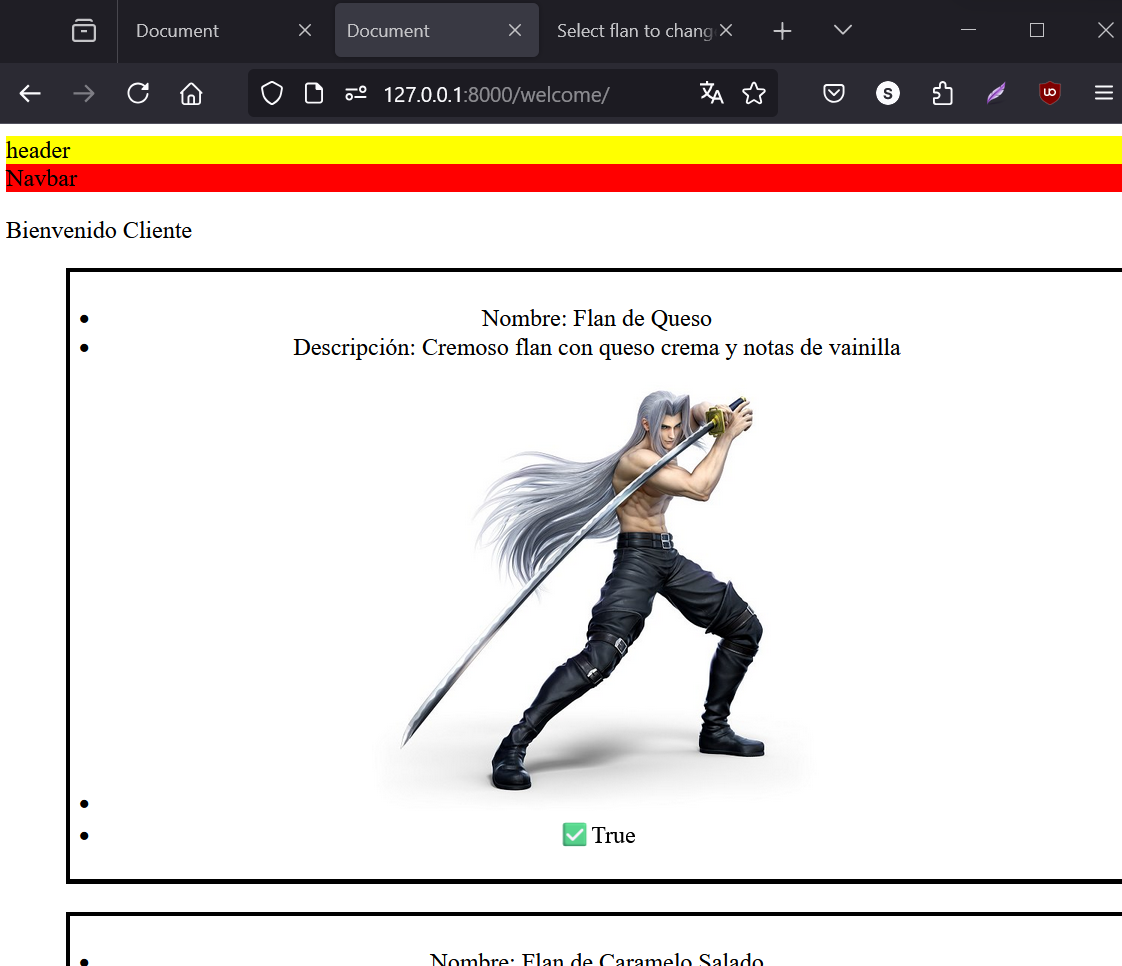 Document
Document
Select flan to chang
S
127.0.0.1:8000/welcome/
header
Navbar
Bienvenido Cliente
Nombre: Flan de Queso
Descripción: Cremoso flan con queso crema y notas de vainilla
✅ True
Nombre: Flan de Caramelo Salado